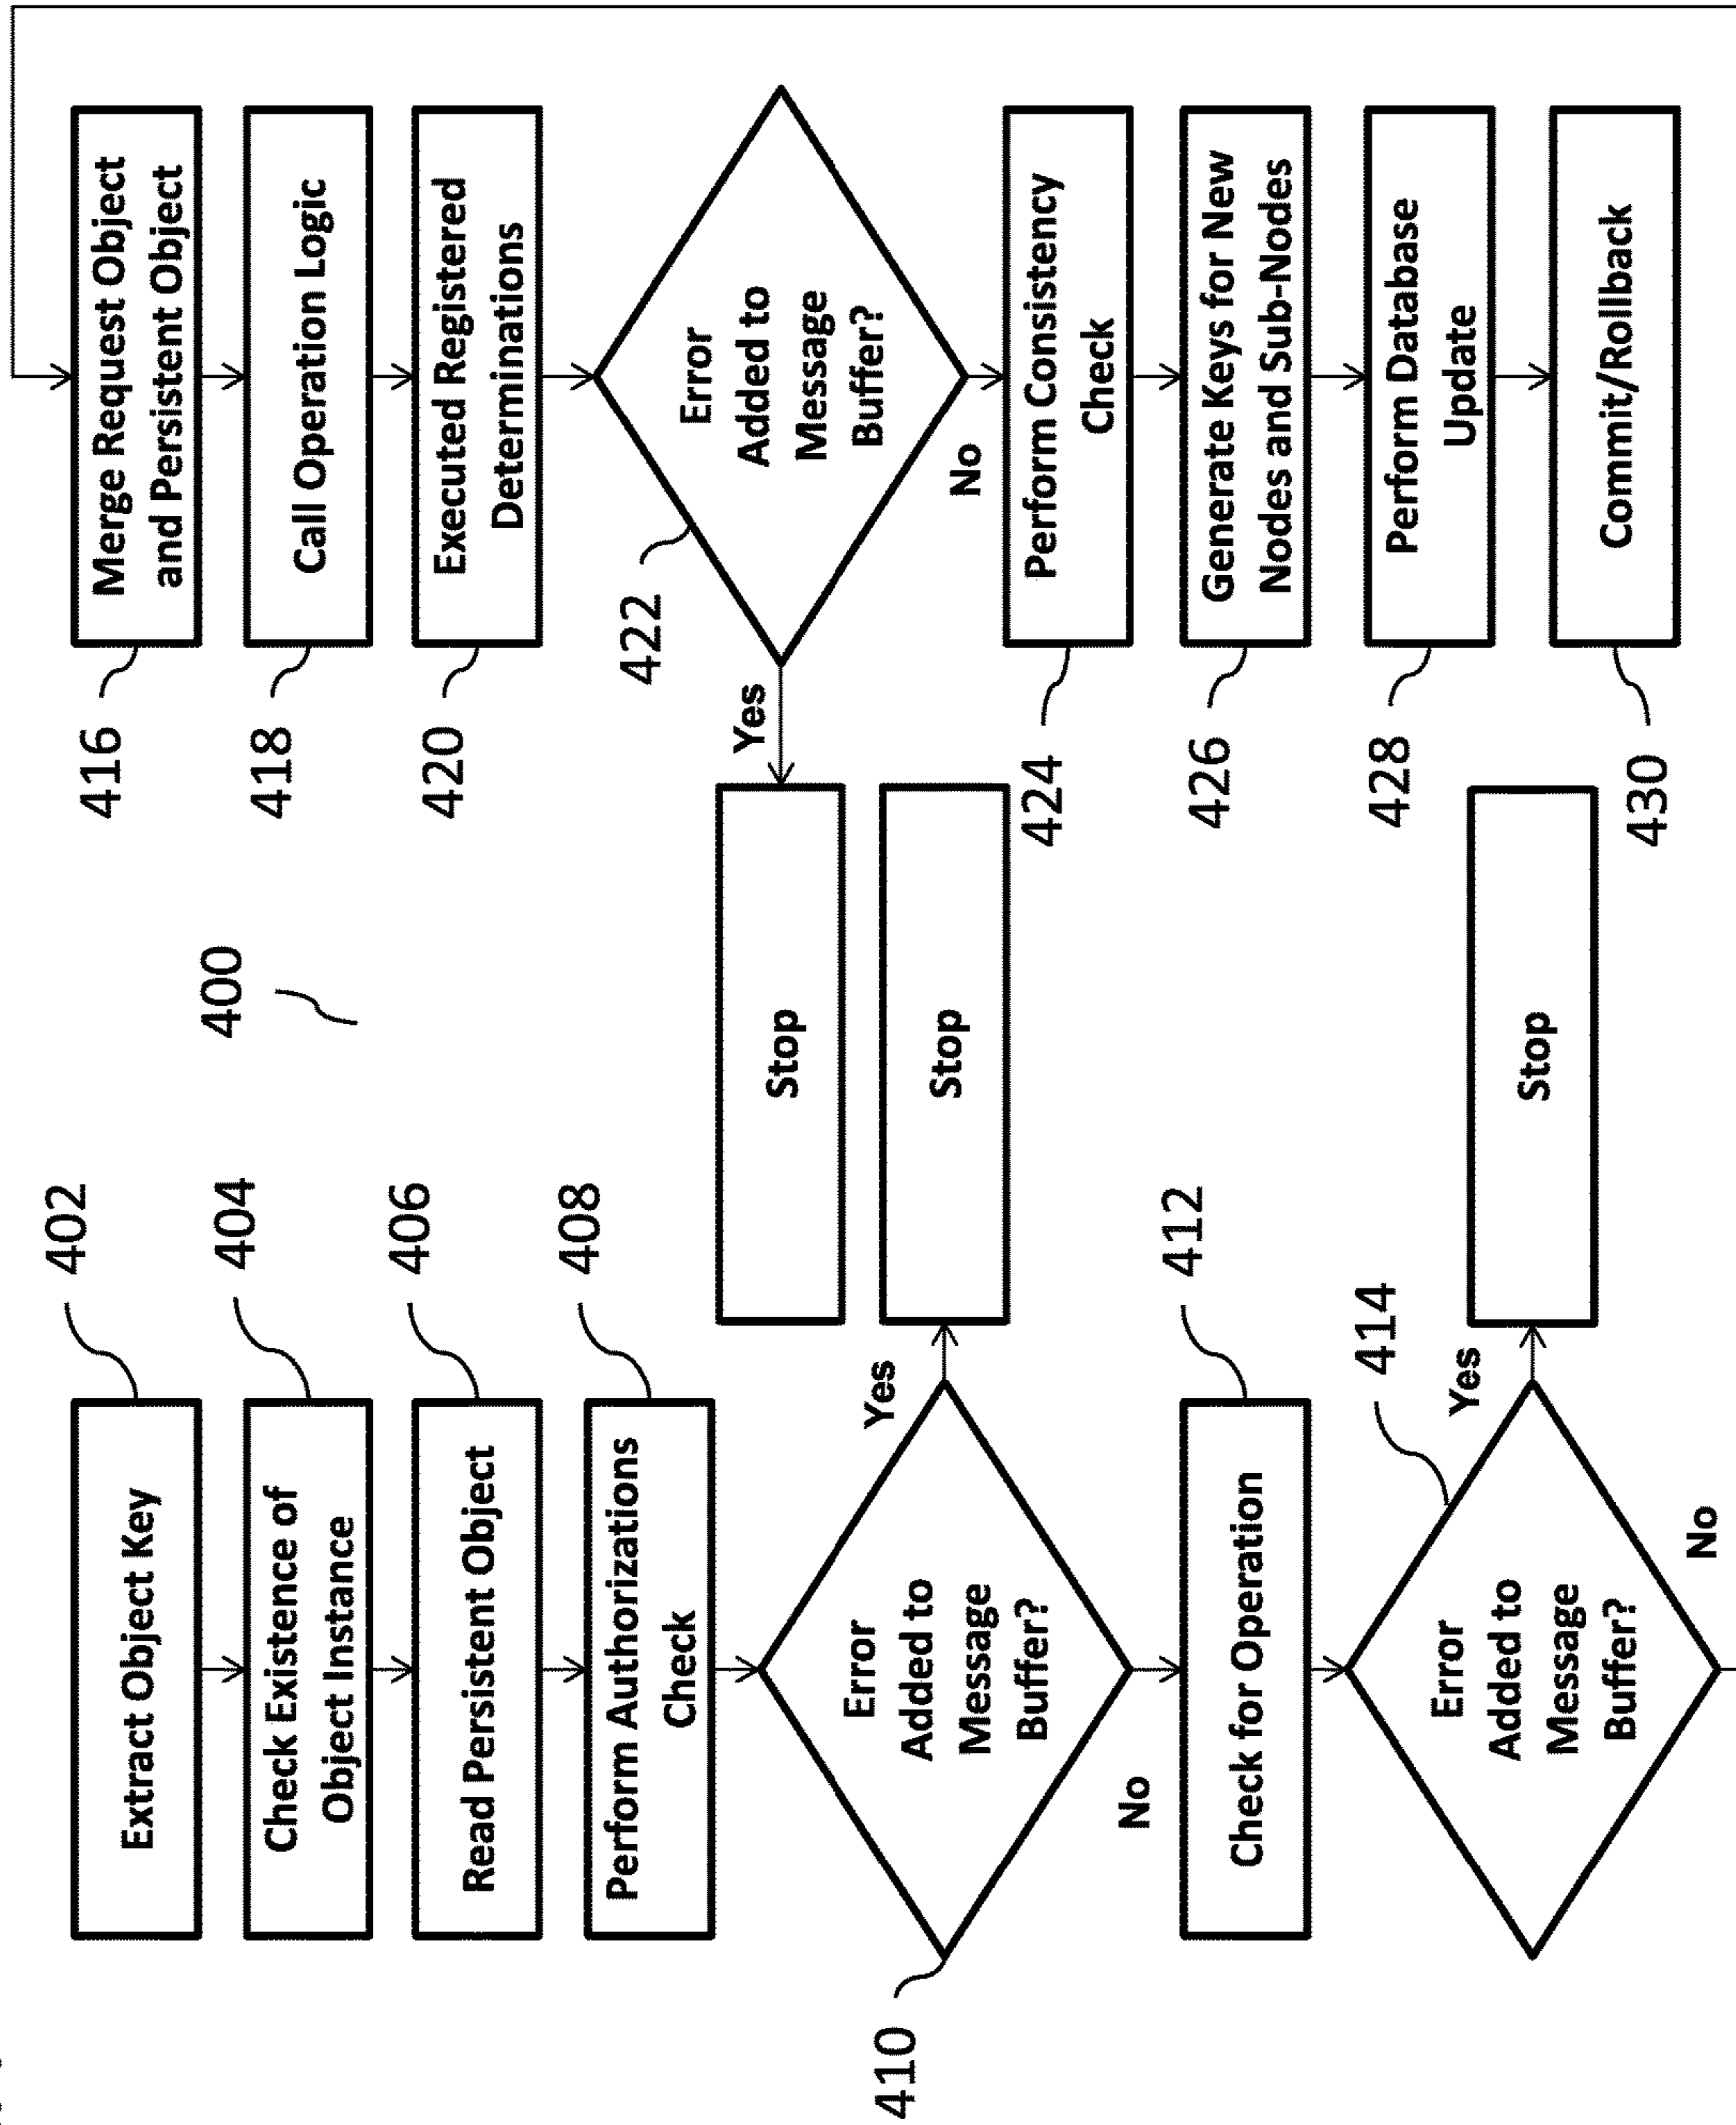 400
402
Extract Object Key
404
Check Existence of
Object Instance
406
Read Persistent Object
408
Perform Authorizations
Check
410
Error
Added to
Message
Buffer?
Yes
Stop
No
412
Check for Operation
414
Error
Added to
Message
Buffer?
Yes
Stop
No
416
Merge Request Object
and Persistent Object
418
Call Operation Logic
420
Executed Registered
Determinations
422
Error
Added to
Message
Buffer?
Yes
Stop
No
424
Perform Consistency
Check
426
Generate Keys for New
Nodes and Sub-Nodes
428
Perform Database
Update
430
Commit/Rollback